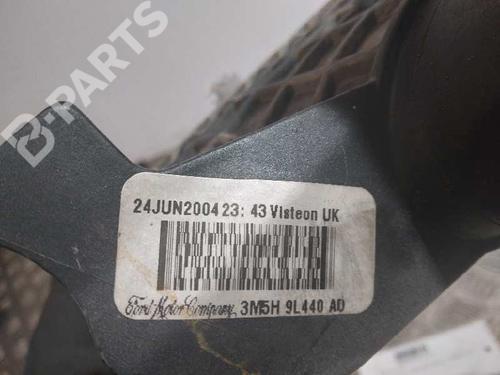 B-PARTS
24JUN2004 23: 43 Visteon UK
Ford Motor Company 3M5H 9L440 AD